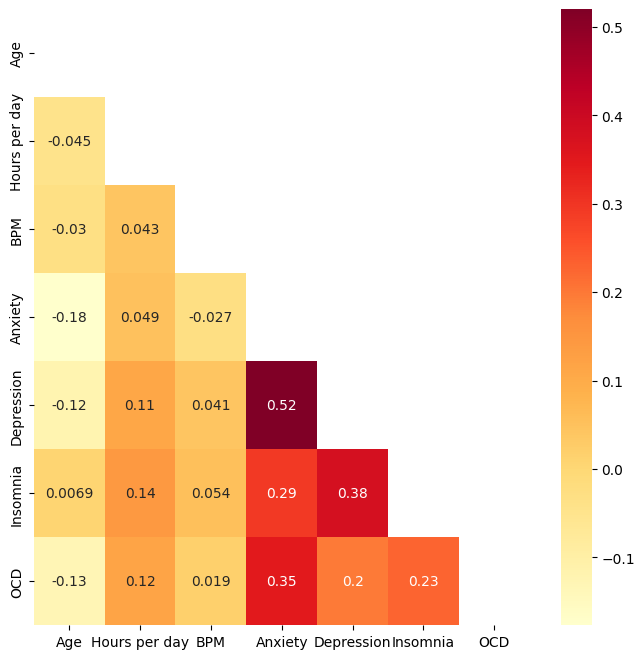 0.5
Age
Hours per day
-0.045
0.4
BPM
-0.03 0.043
0.3
Anxiety
-0.18 0.049 -0.027
0.2
Depression
-0.12 0.11 0.041 0.52
0.1
Insomnia
0.0069 0.14 0.054 0.29 0.38
0.0
OCD
-0.13 0.12 0.019 0.35 0.2 0.23
-0.1
Age Hours per day BPM Anxiety Depression Insomnia OCD